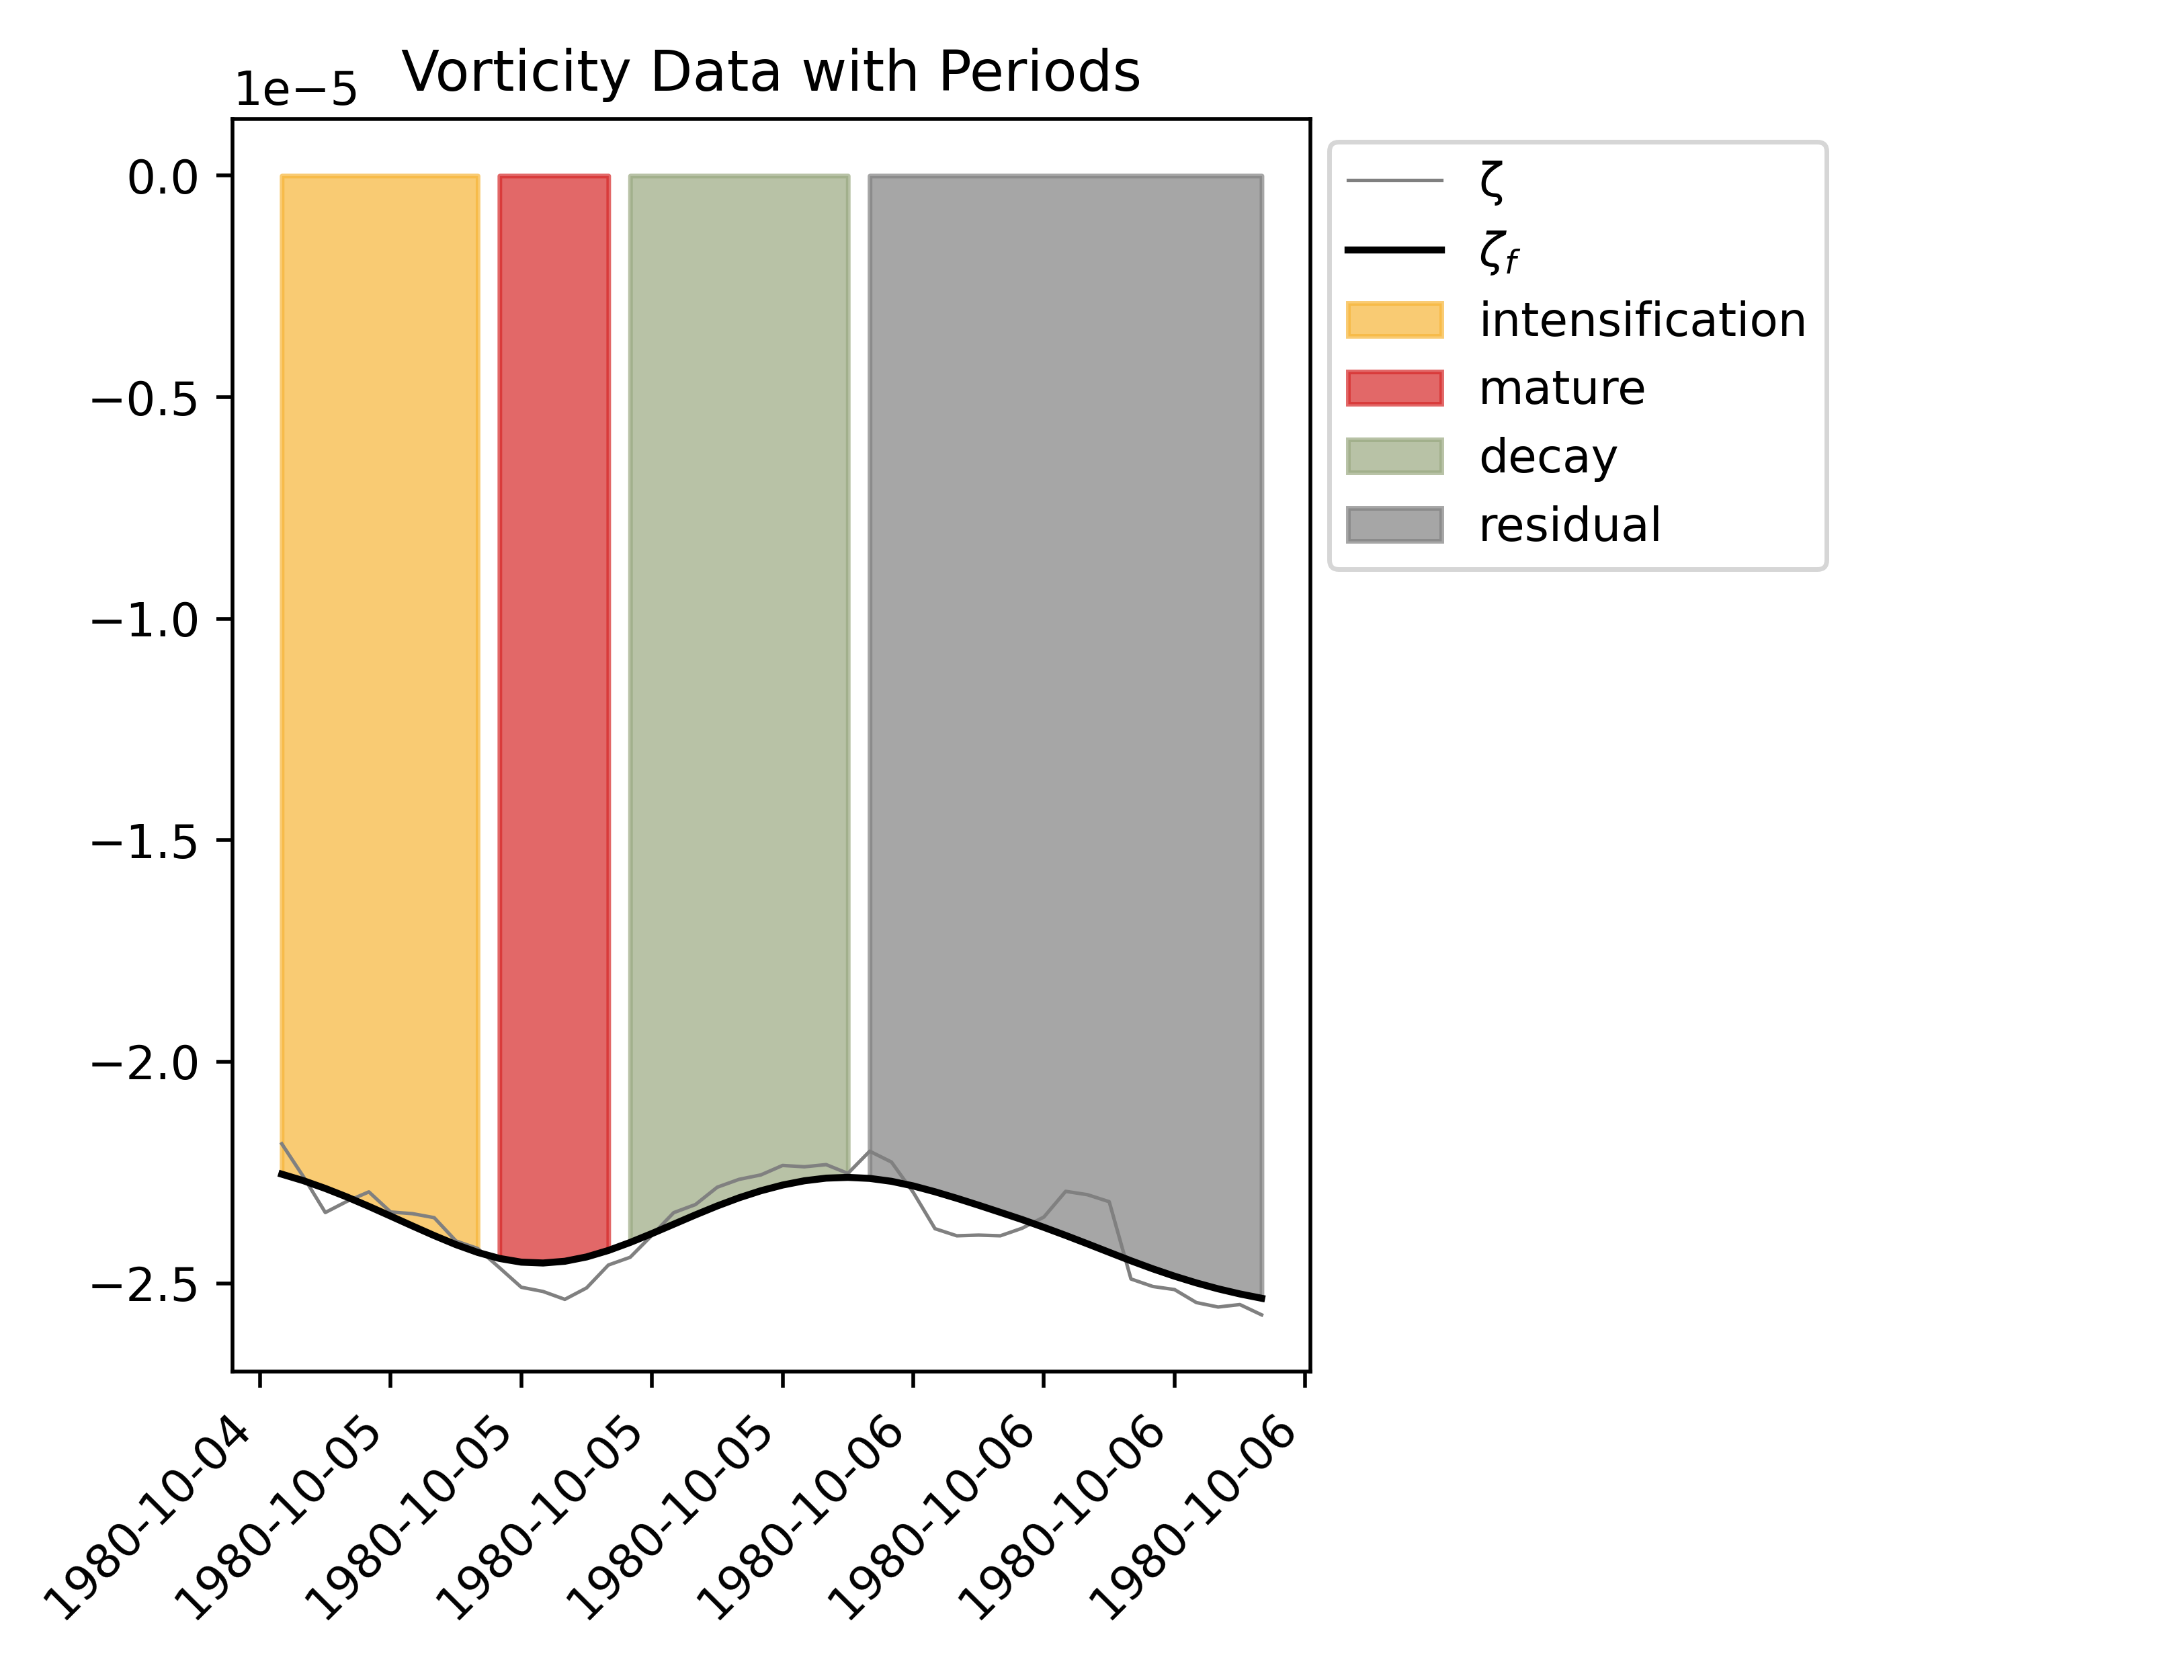 Vorticity Data with Periods
1e−5
0.0
−0.5
−1.0
−1.5
−2.0
−2.5
1980-10-04
1980-10-05
1980-10-05
1980-10-05
1980-10-05
1980-10-06
1980-10-06
1980-10-06
1980-10-06
ζ
ζf
intensification
mature
decay
residual